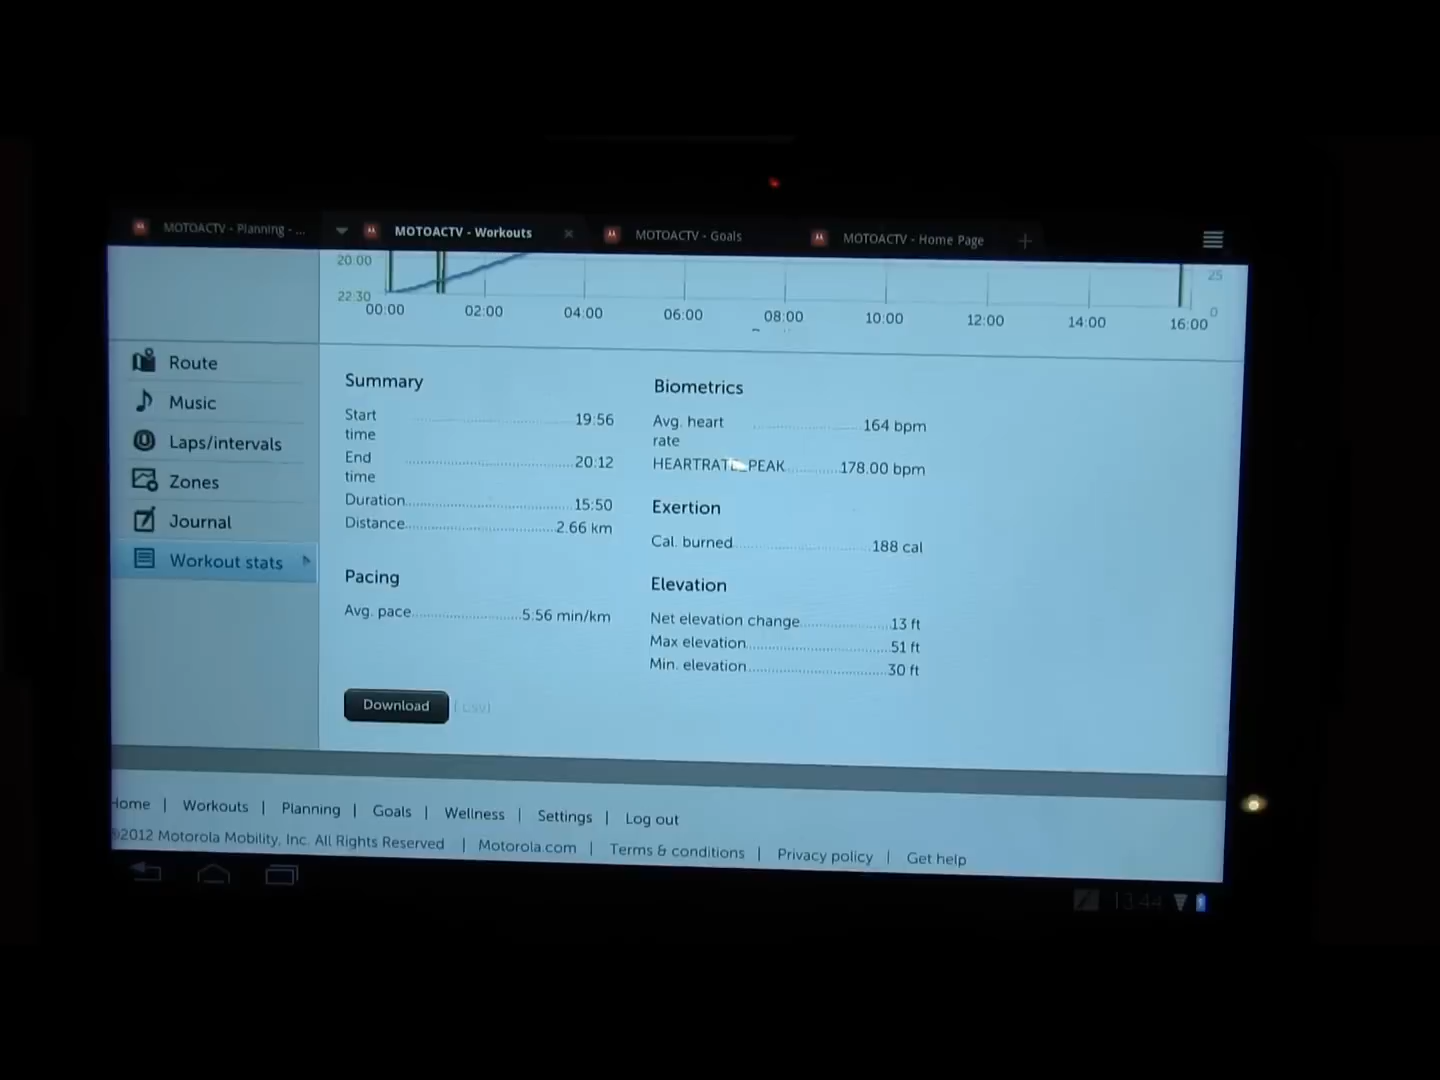 MOTOACTV - Planning - ...
MOTOACTV - Workouts
MOTOACTV - Goals
MOTOACTV - Home Page
20:00
22:30
25
0
00:00 02:00 04:00 06:00 08:00 10:00 12:00 14:00 16:00
Route
Music
Laps/intervals
Zones
Journal
Workout stats
Summary
Start time 19:56
End time 20:12
Duration 15:50
Distance 2.66 km
Pacing
Avg. pace 5:56 min/km
Download
Biometrics
Avg. heart rate 164 bpm
HEARTRATE_PEAK 178.00 bpm
Exertion
Cal. burned 188 cal
Elevation
Net elevation change 13 ft
Max elevation 51 ft
Min. elevation 30 ft
Home | Workouts | Planning | Goals | Wellness | Settings | Log out
©2012 Motorola Mobility, Inc. All Rights Reserved | Motorola.com | Terms & conditions | Privacy policy | Get help
13:44